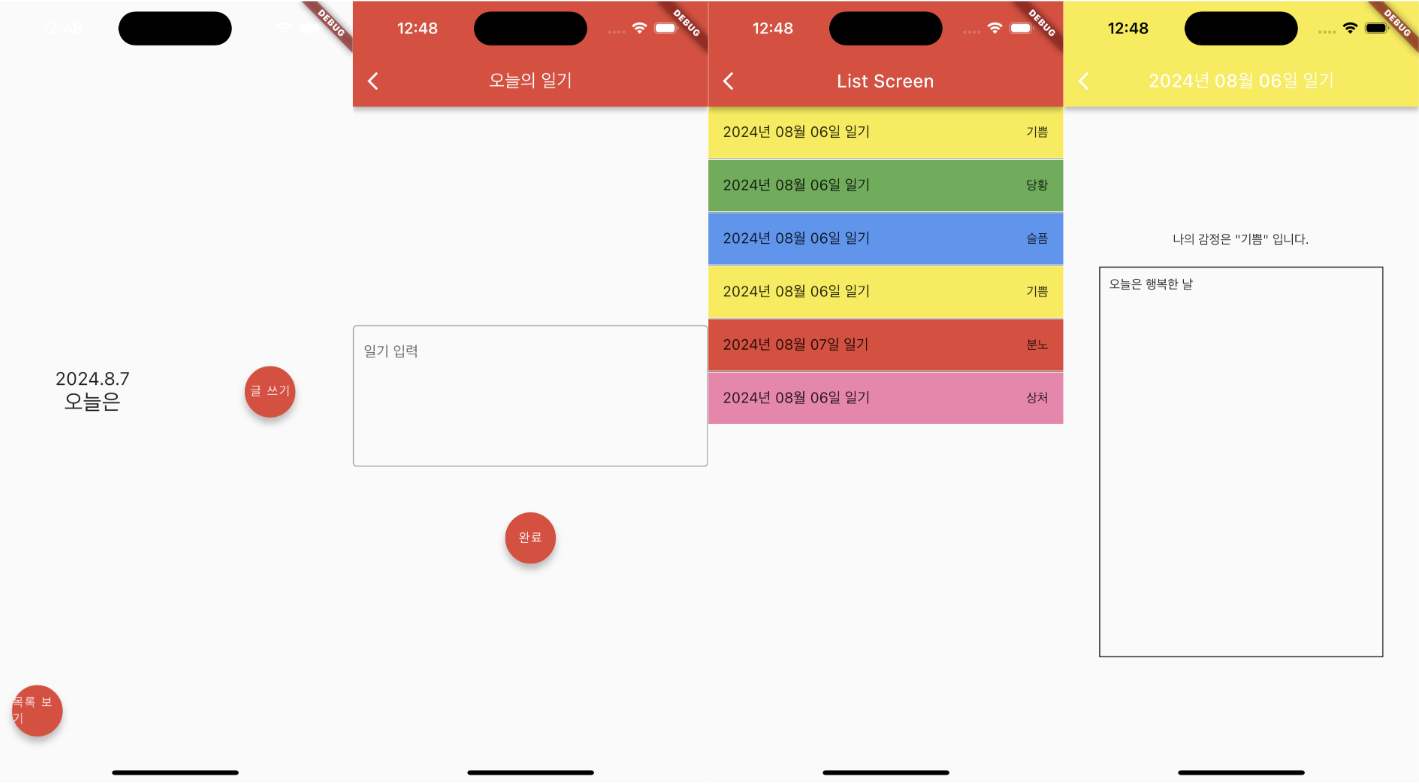 12:48
DEBUG
2024.8.7
오늘은
글 쓰기
목록 보
기
12:48
DEBUG
오늘의 일기
일기 입력
완료
12:48
DEBUG
List Screen
2024년 08월 06일 일기 기쁨
2024년 08월 06일 일기 당황
2024년 08월 06일 일기 슬픔
2024년 08월 06일 일기 기쁨
2024년 08월 07일 일기 분노
2024년 08월 06일 일기 상처
12:48
DEBUG
2024년 08월 06일 일기
나의 감정은 "기쁨" 입니다.
오늘은 행복한 날